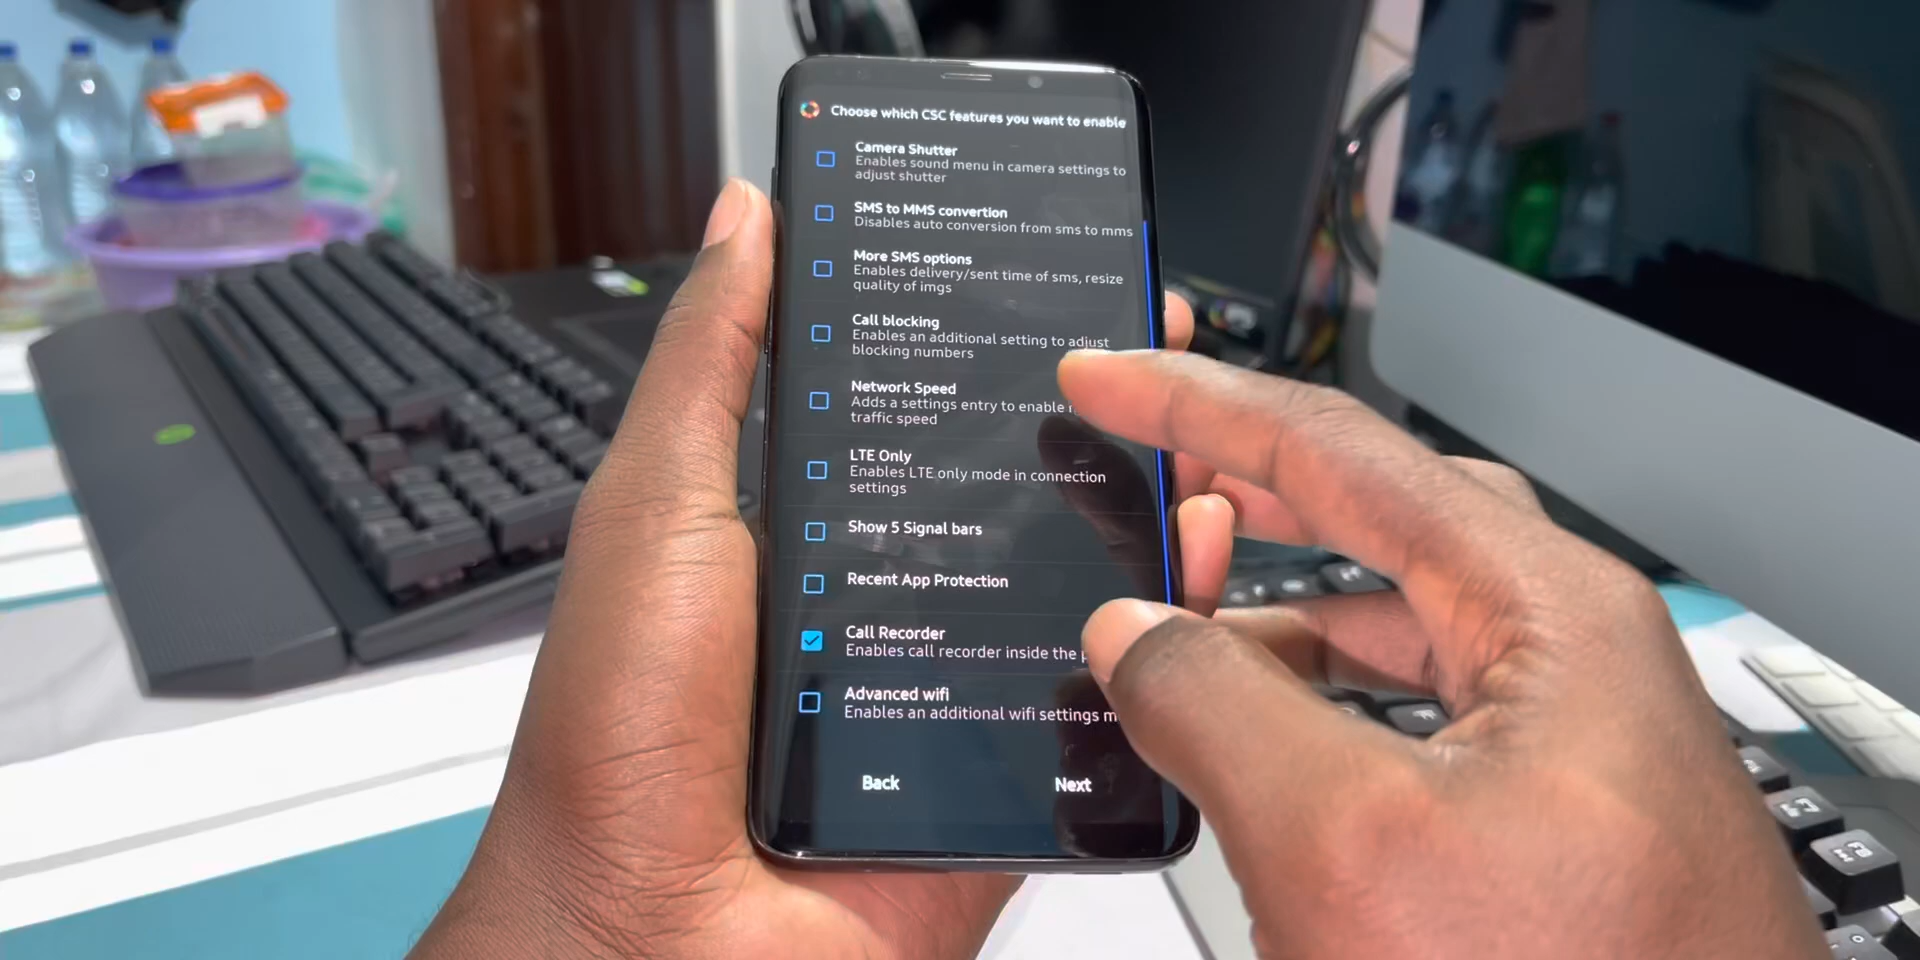 Choose which CSC features you want to enable
Camera Shutter
Enables sound menu in camera settings to
adjust shutter
SMS to MMS convertion
Disables auto conversion from sms to mms
More SMS options
Enables delivery/sent time of sms, resize
quality of imgs
Call blocking
Enables an additional setting to adjust
blocking numbers
Network Speed
Adds a settings entry to enable
traffic speed
LTE Only
Enables LTE only mode in connection
settings
Show 5 Signal bars
Recent App Protection
Call Recorder
Enables call recorder inside the
Advanced wifi
Enables an additional wifi settings
Back
Next
F7
F8